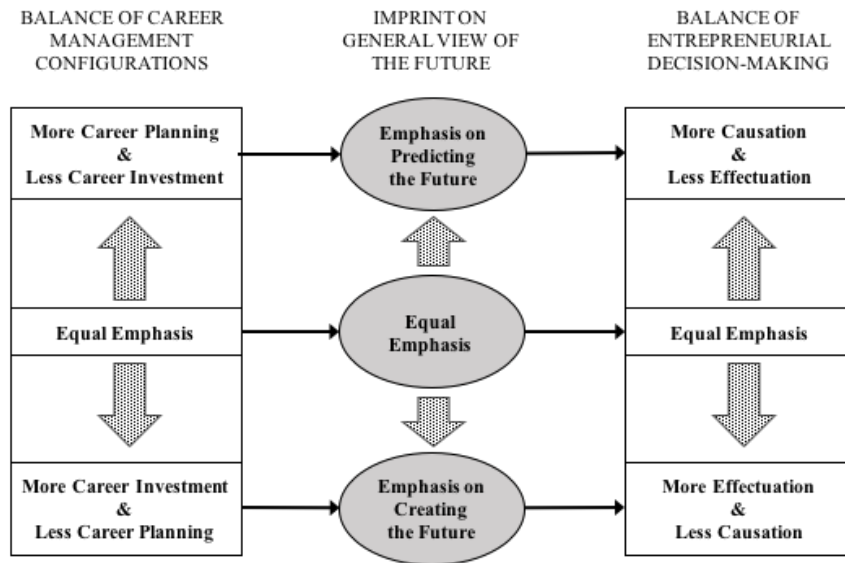 BALANCE OF CAREER
MANAGEMENT
CONFIGURATIONS
IMPRINT ON
GENERAL VIEW OF
THE FUTURE
BALANCE OF
ENTREPRENEURIAL
DECISION-MAKING
More Career Planning
&
Less Career Investment
Emphasis on
Predicting
the Future
More Causation
&
Less Effectuation
Equal Emphasis
Equal
Emphasis
Equal Emphasis
More Career Investment
&
Less Career Planning
Emphasis on
Creating
the Future
More Effectuation
&
Less Causation